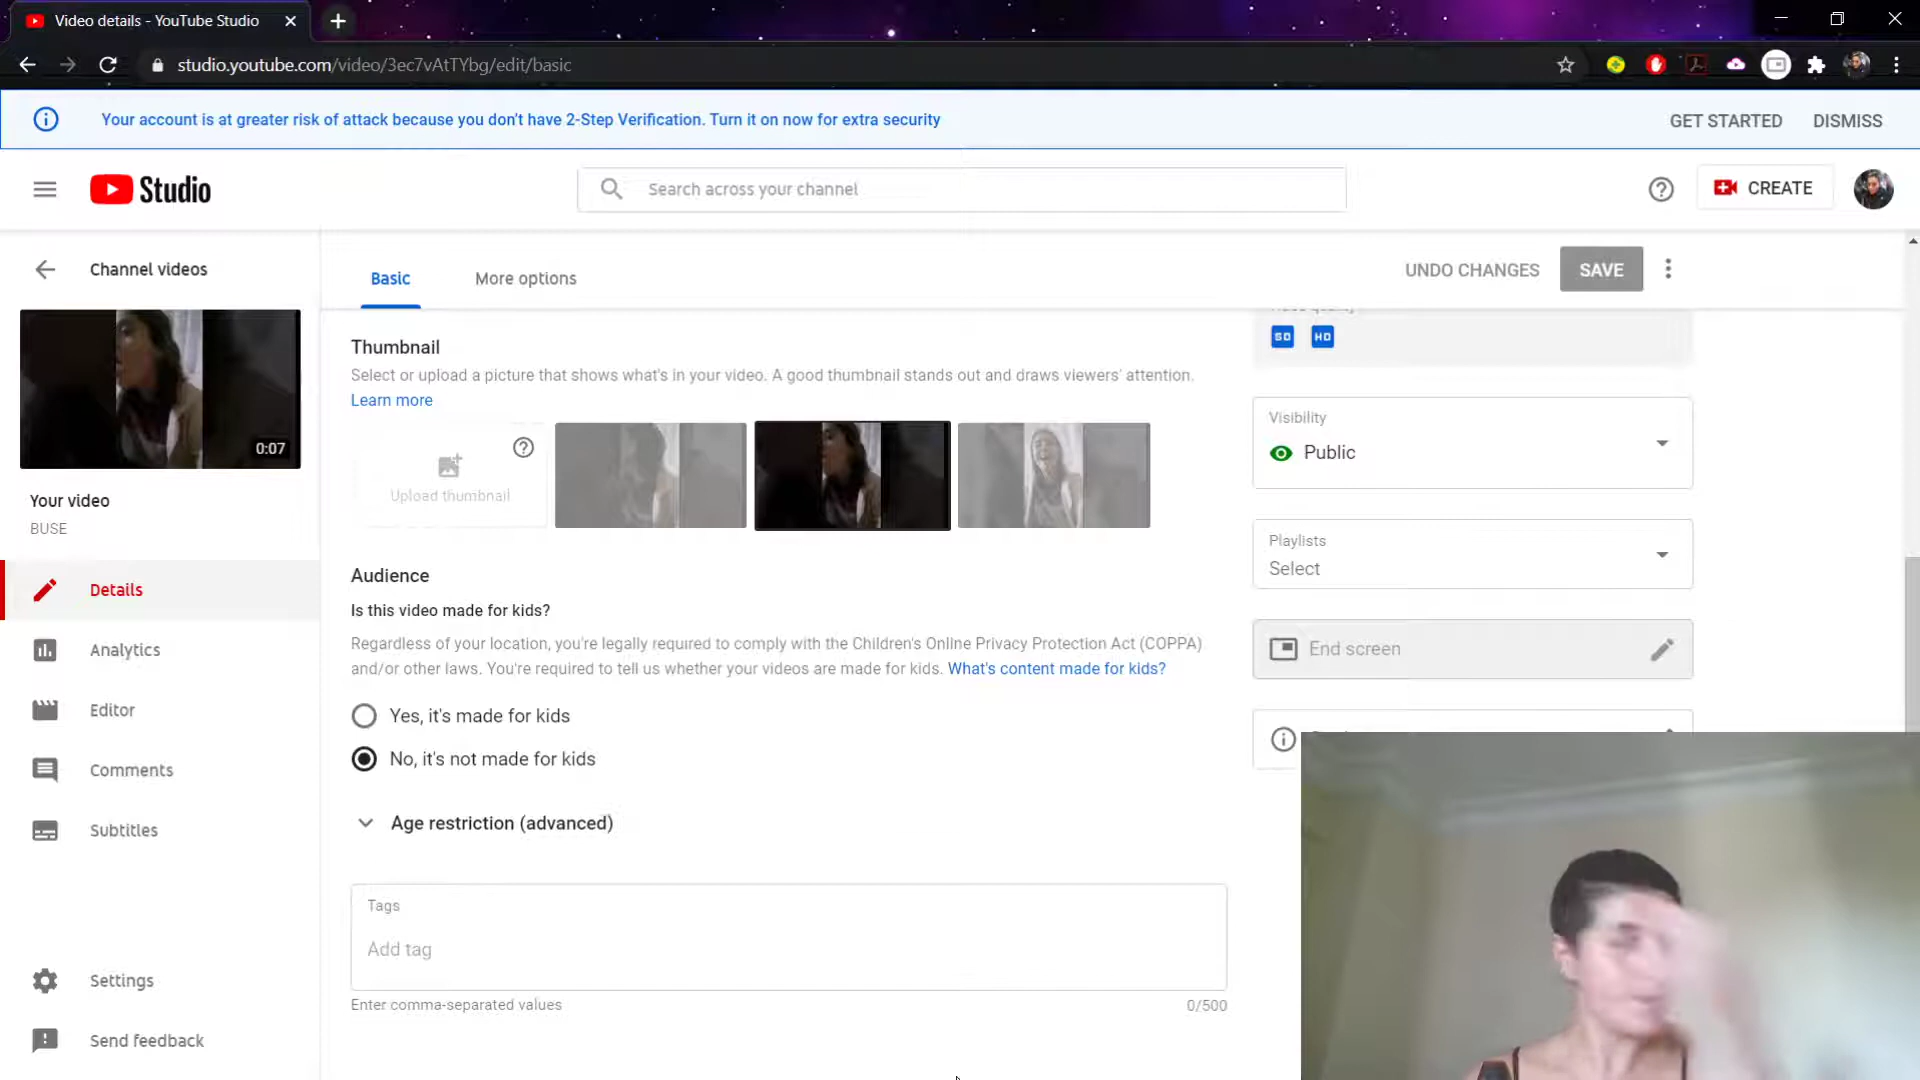 Video details - YouTube Studio
studio.youtube.com/video/3ec7vAtTYbg/edit/basic
Your account is at greater risk of attack because you don't have 2-Step Verification. Turn it on now for extra security
GET STARTED
DISMISS
Studio
Search across your channel
CREATE
Channel videos
Basic
More options
UNDO CHANGES
SAVE
0:07
Your video
BUSE
Details
Analytics
Editor
Comments
Subtitles
Settings
Send feedback
Thumbnail
Select or upload a picture that shows what's in your video. A good thumbnail stands out and draws viewers' attention.
Learn more
Upload thumbnail
Audience
Is this video made for kids?
Regardless of your location, you're legally required to comply with the Children's Online Privacy Protection Act (COPPA)
and/or other laws. You're required to tell us whether your videos are made for kids. What's content made for kids?
Yes, it's made for kids
No, it's not made for kids
Age restriction (advanced)
Tags
Add tag
Enter comma-separated values
0/500
SD
HD
Visibility
Public
Playlists
Select
End screen